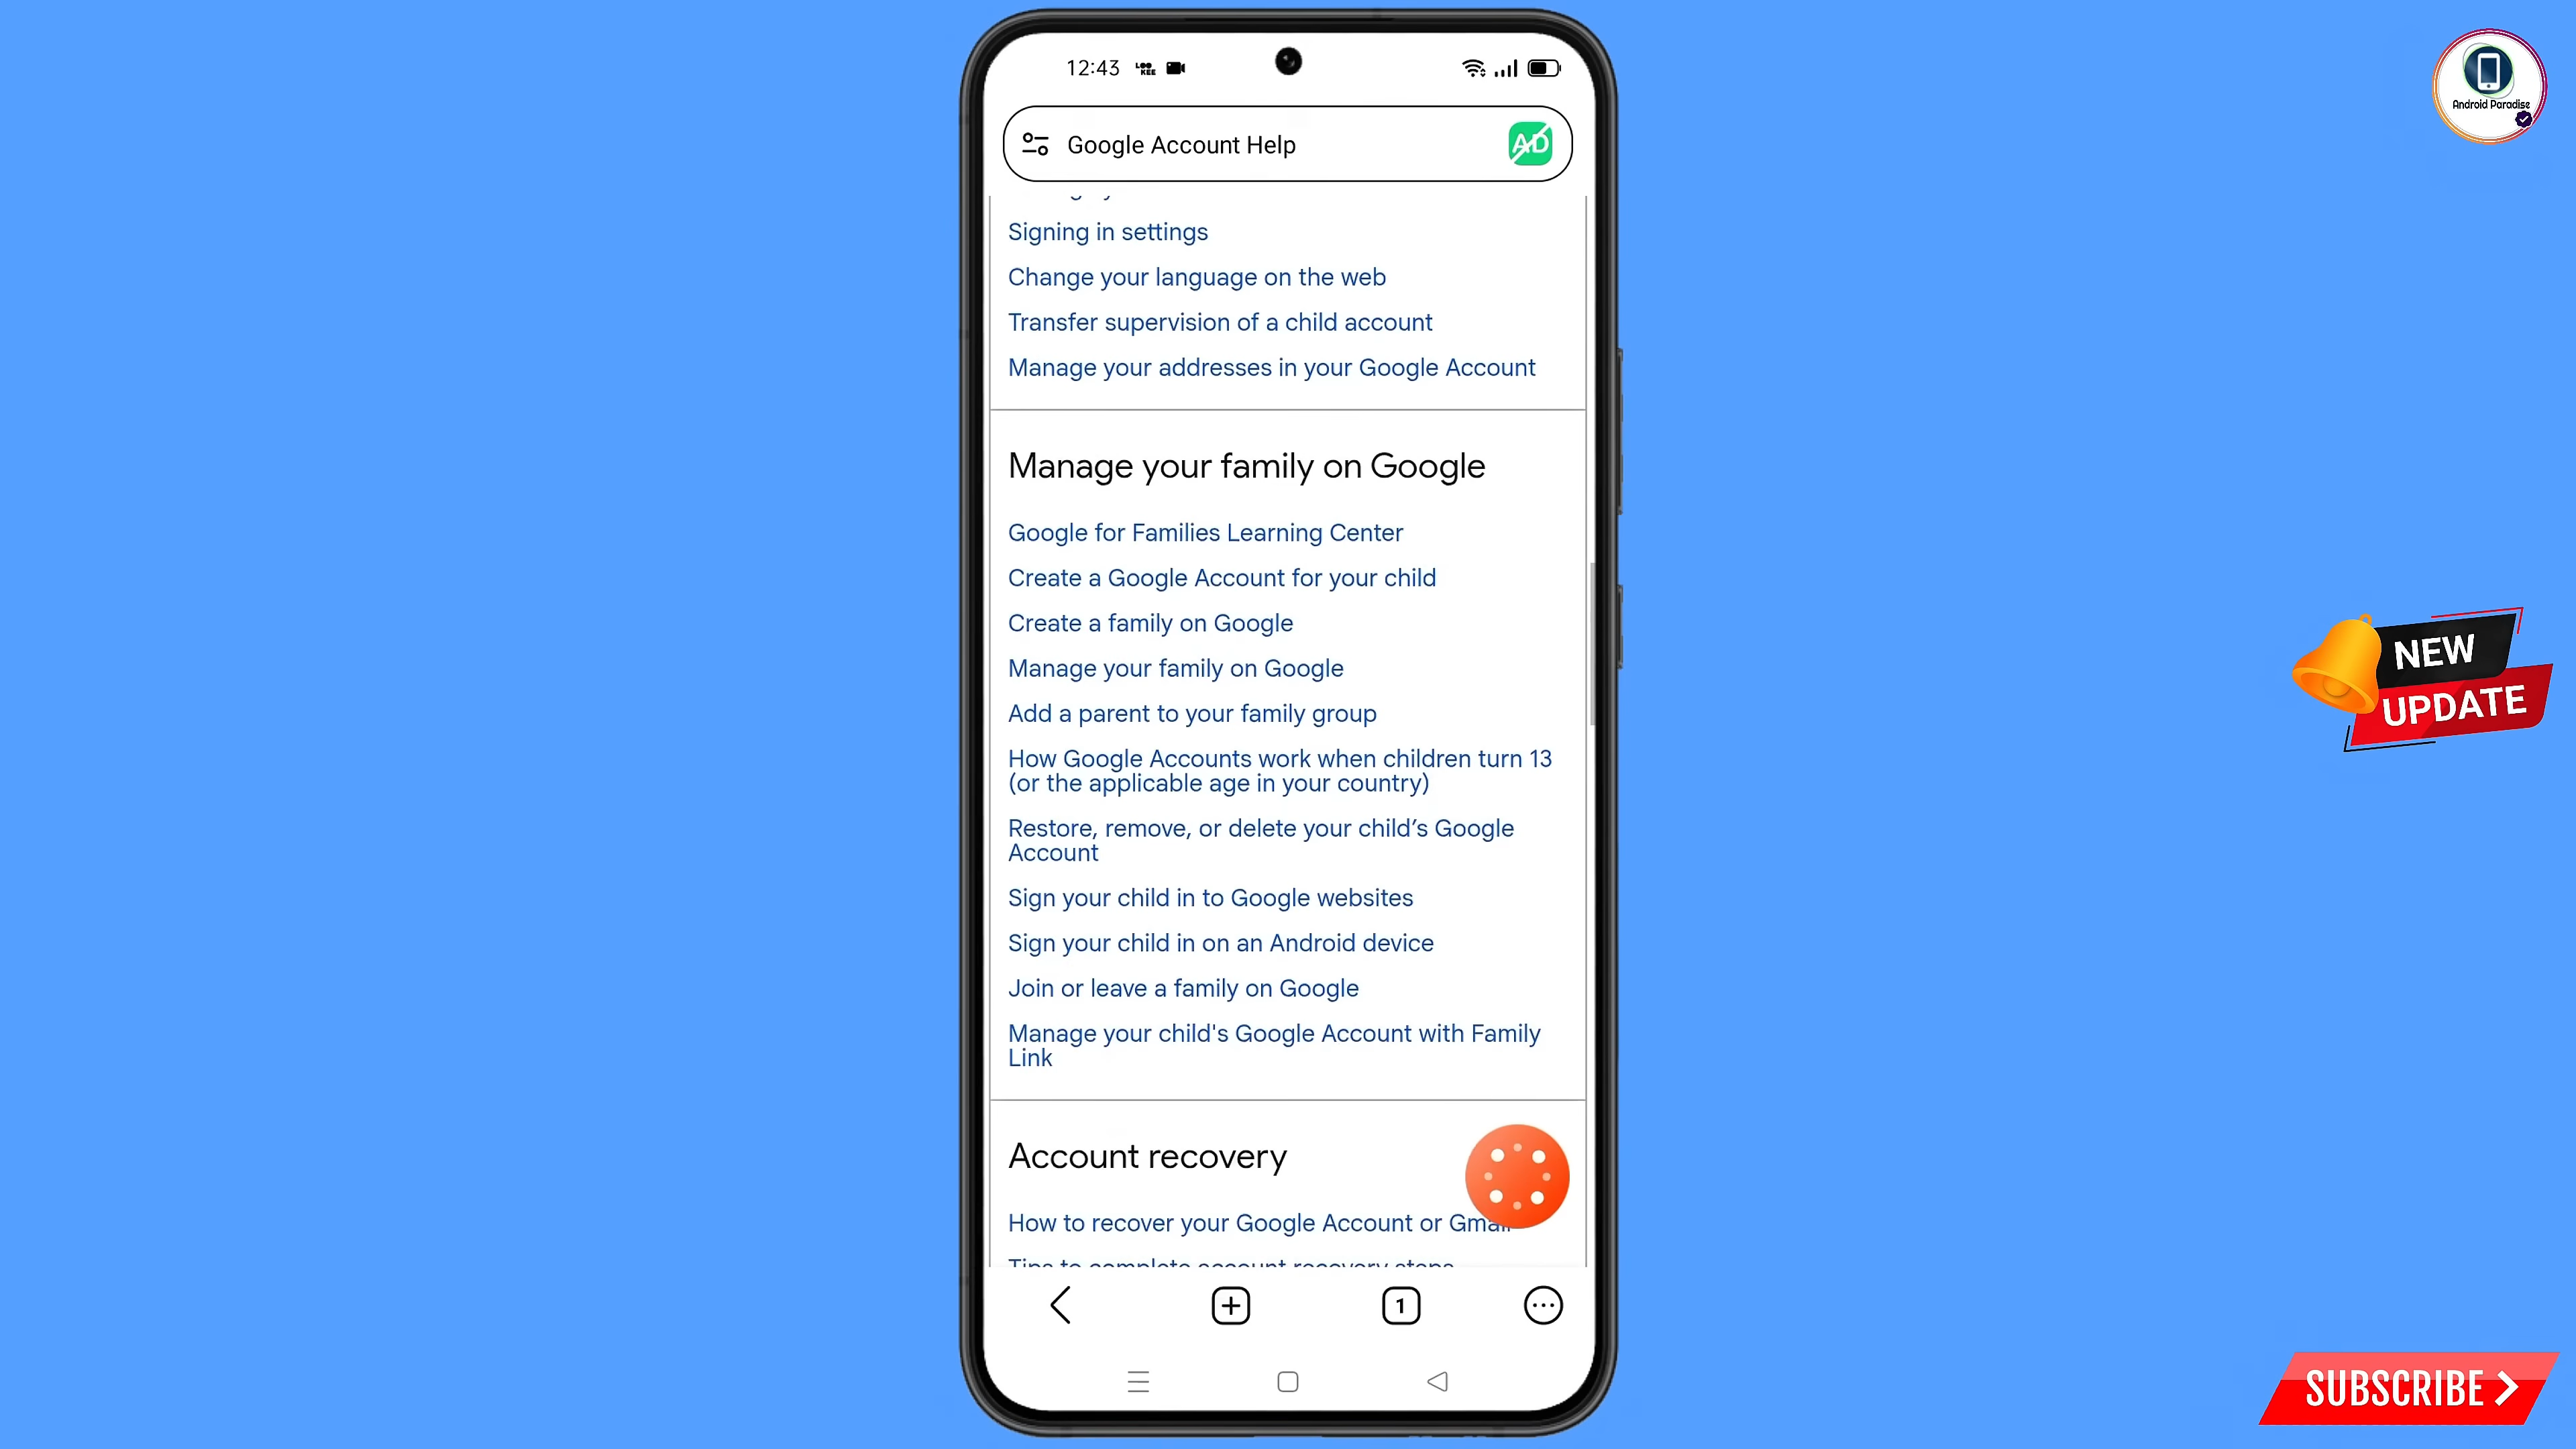 12:43
LOO
KEE
Google Account Help
AD
Signing in settings
Change your language on the web
Transfer supervision of a child account
Manage your addresses in your Google Account
Manage your family on Google
Google for Families Learning Center
Create a Google Account for your child
Create a family on Google
Manage your family on Google
Add a parent to your family group
How Google Accounts work when children turn 13
(or the applicable age in your country)
Restore, remove, or delete your child’s Google
Account
Sign your child in to Google websites
Sign your child in on an Android device
Join or leave a family on Google
Manage your child's Google Account with Family
Link
Account recovery
How to recover your Google Account or Gmail
Tips to complete account recovery steps
1
Android Paradise
NEW
UPDATE
SUBSCRIBE